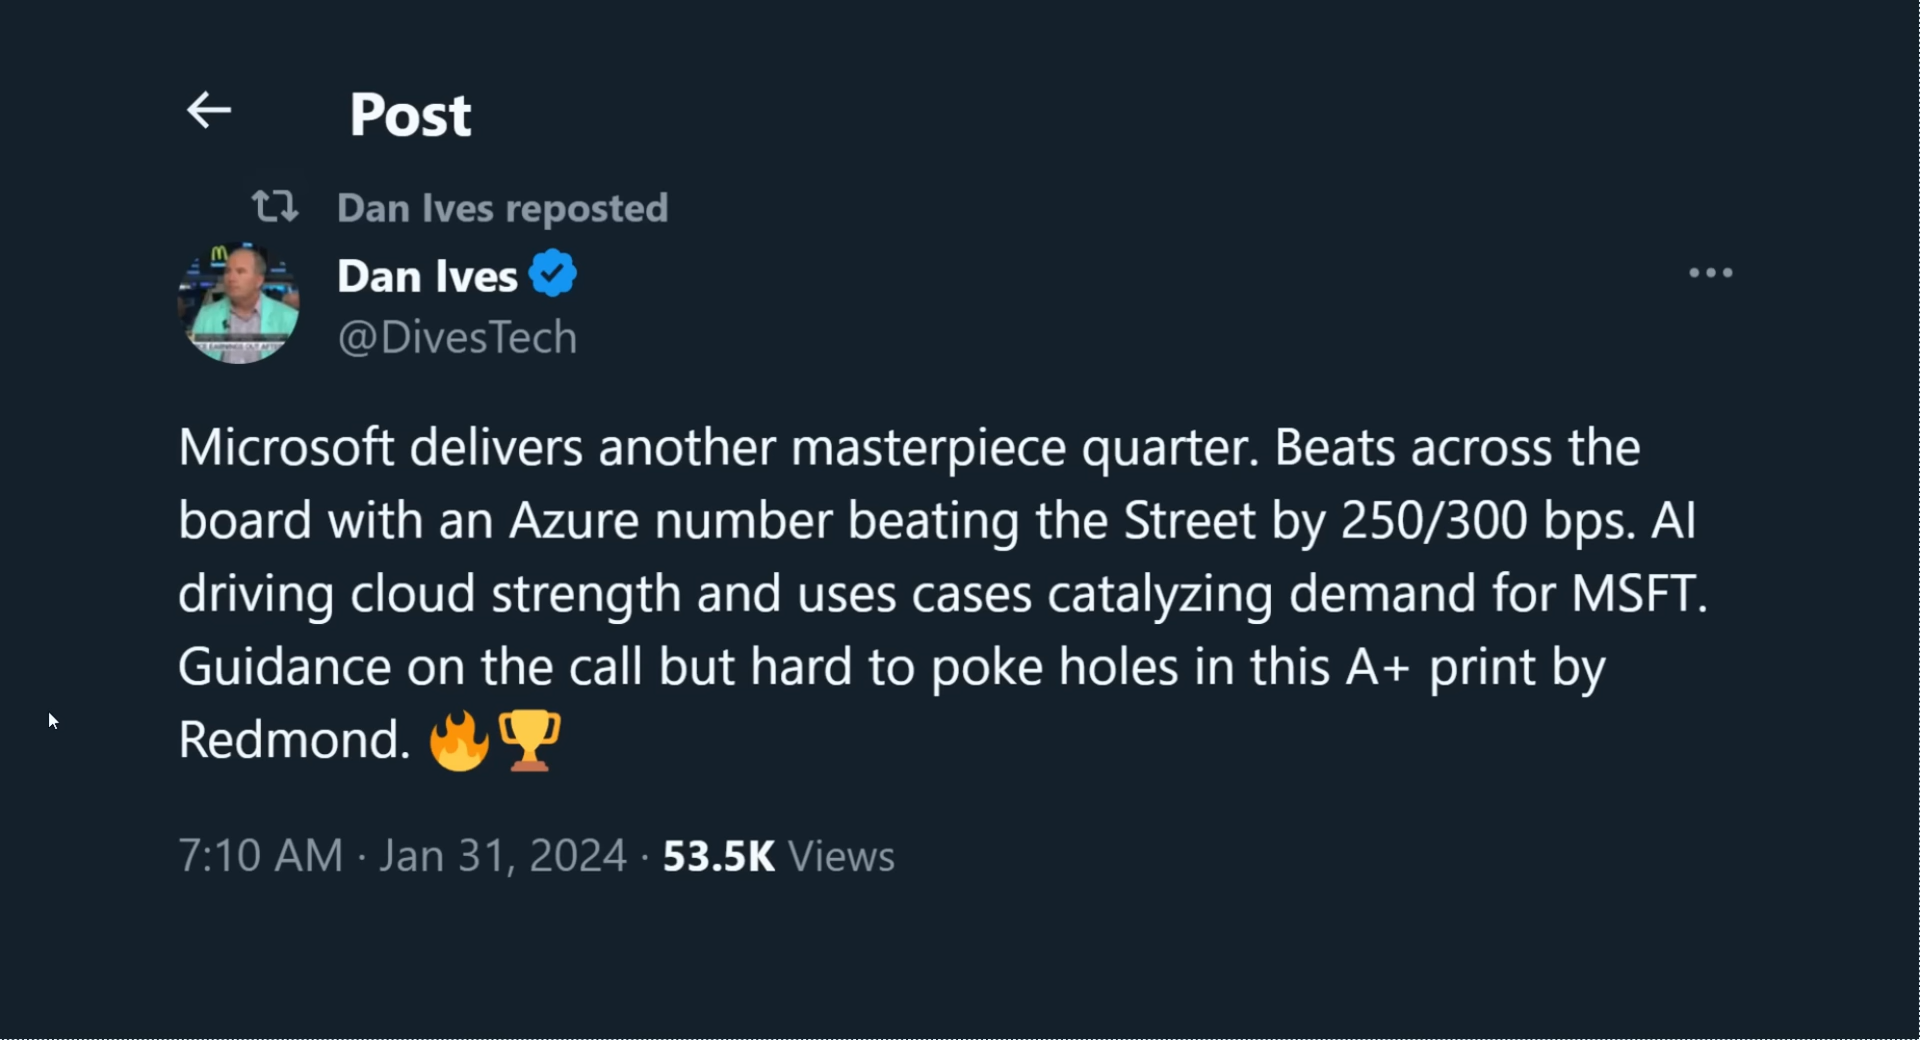 Post
Dan Ives reposted
Dan Ives
@DivesTech
Microsoft delivers another masterpiece quarter. Beats across the
board with an Azure number beating the Street by 250/300 bps. AI
driving cloud strength and uses cases catalyzing demand for MSFT.
Guidance on the call but hard to poke holes in this A+ print by
Redmond. 🔥🏆
7:10 AM · Jan 31, 2024 · 53.5K Views